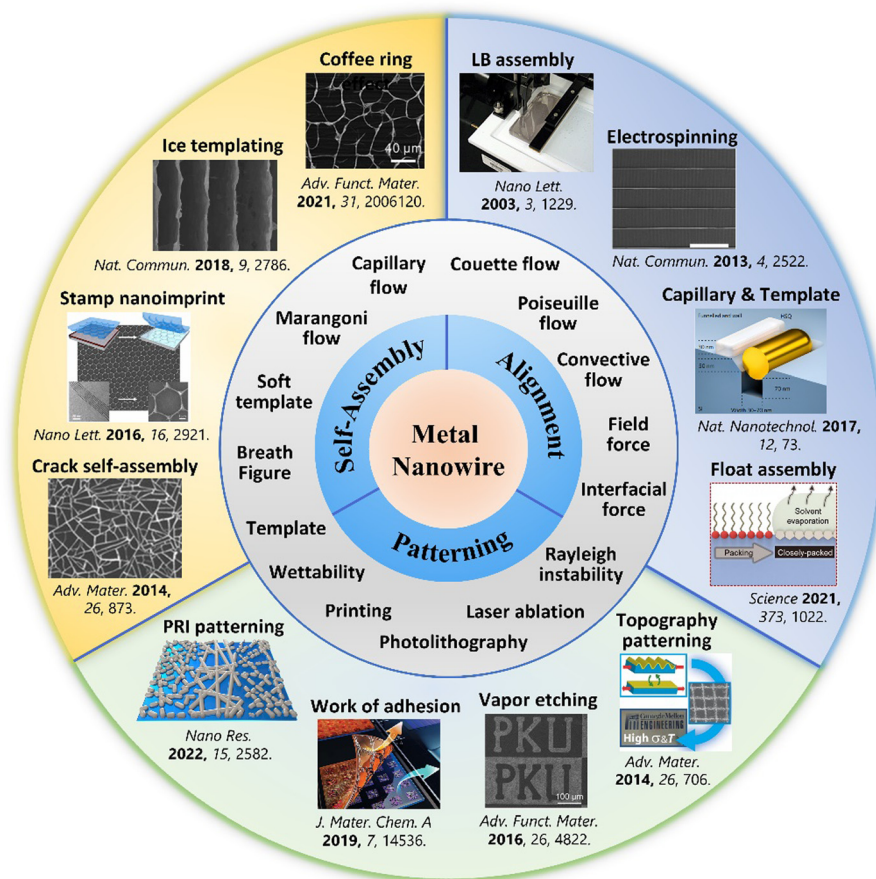 Coffee ring
effect
40 µm
Adv. Funct. Mater.
2021, 31, 2006120.
Ice templating
Nat. Commun. 2018, 9, 2786.
Stamp nanoimprint
Nano Lett. 2016, 16, 2921.
Crack self-assembly
Adv. Mater. 2014,
26, 873.
LB assembly
Nano Lett.
2003, 3, 1229.
Electrospinning
Nat. Commun. 2013, 4, 2522.
Capillary & Template
70 nm
Nat. Nanotechnol. 2017,
12, 73.
Float assembly
Solvent
evaporation
Packing
Closely-packed
Science 2021,
373, 1022.
Capillary
flow
Marangoni
flow
Soft
template
Breath
Figure
Template
Wettability
Printing
Photolithography
Couette flow
Poiseuille
flow
Convective
flow
Field
force
Interfacial
force
Rayleigh
instability
Laser ablation
Self-Assembly
Alignment
Patterning
Metal
Nanowire
PRI patterning
Nano Res.
2022, 15, 2582.
Work of adhesion
J. Mater. Chem. A
2019, 7, 14536.
Vapor etching
PKU
PKU
100 µm
Adv. Funct. Mater.
2016, 26, 4822.
Topography
patterning
Carnegie Mellon
ENGINEERING
High σ&T
Adv. Mater.
2014, 26, 706.